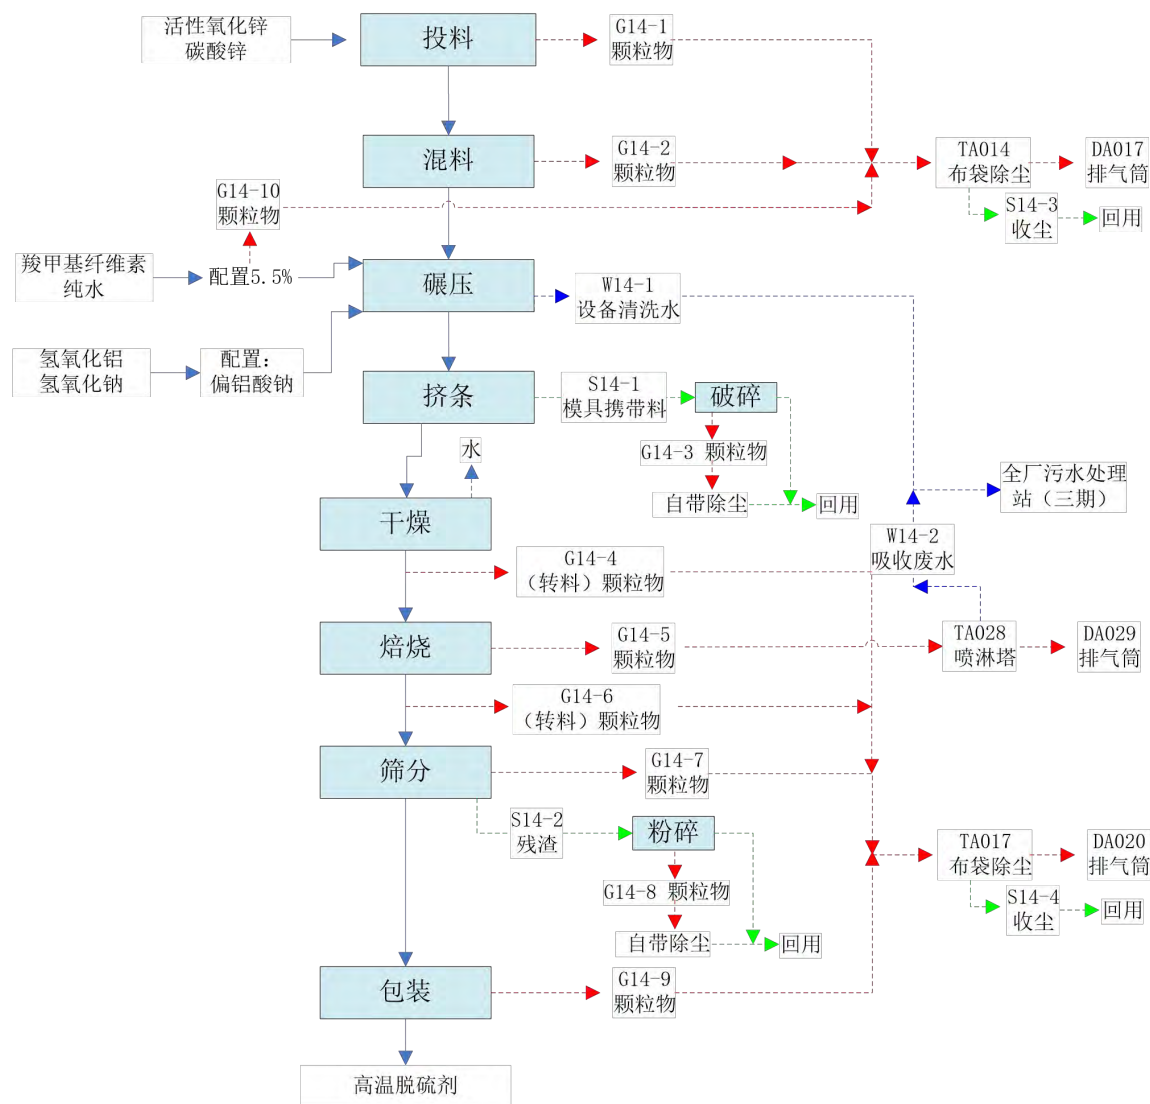 活性氧化锌
碳酸锌
投料
G14-1
颗粒物
混料
G14-2
颗粒物
TA014
布袋除尘
DA017
排气筒
G14-10
颗粒物
S14-3
收尘
回用
羧甲基纤维素
纯水
配置5.5%
碾压
W14-1
设备清洗水
氢氧化铝
氢氧化钠
配置：
偏铝酸钠
挤条
S14-1
模具携带料
破碎
水
G14-3 颗粒物
全厂污水处理
站（三期）
自带除尘
回用
干燥
W14-2
吸收废水
G14-4
（转料）颗粒物
焙烧
G14-5
颗粒物
TA028
喷淋塔
DA029
排气筒
G14-6
（转料）颗粒物
筛分
G14-7
颗粒物
S14-2
残渣
粉碎
TA017
布袋除尘
DA020
排气筒
G14-8 颗粒物
S14-4
收尘
回用
自带除尘
回用
包装
G14-9
颗粒物
高温脱硫剂